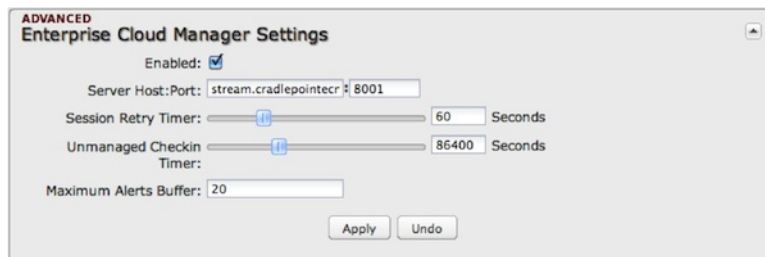 ADVANCED
Enterprise Cloud Manager Settings
Enabled:
Server Host:Port: stream.cradlepointecr : 8001
Session Retry Timer: 60 Seconds
Unmanaged Checkin Timer: 86400 Seconds
Maximum Alerts Buffer: 20
Apply Undo